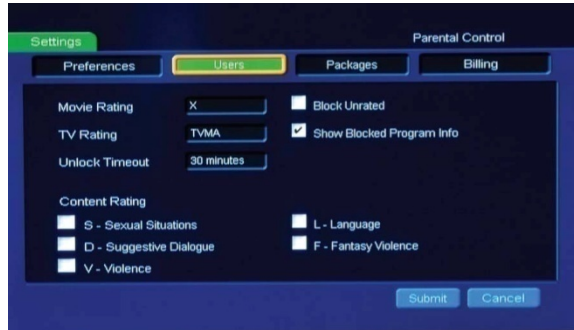 Settings
Parental Control
Preferences Users Packages Billing
Movie Rating X Block Unrated
TV Rating TVMA Show Blocked Program Info
Unlock Timeout 30 minutes
Content Rating
S - Sexual Situations L - Language
D - Suggestive Dialogue F - Fantasy Violence
V - Violence
Submit Cancel